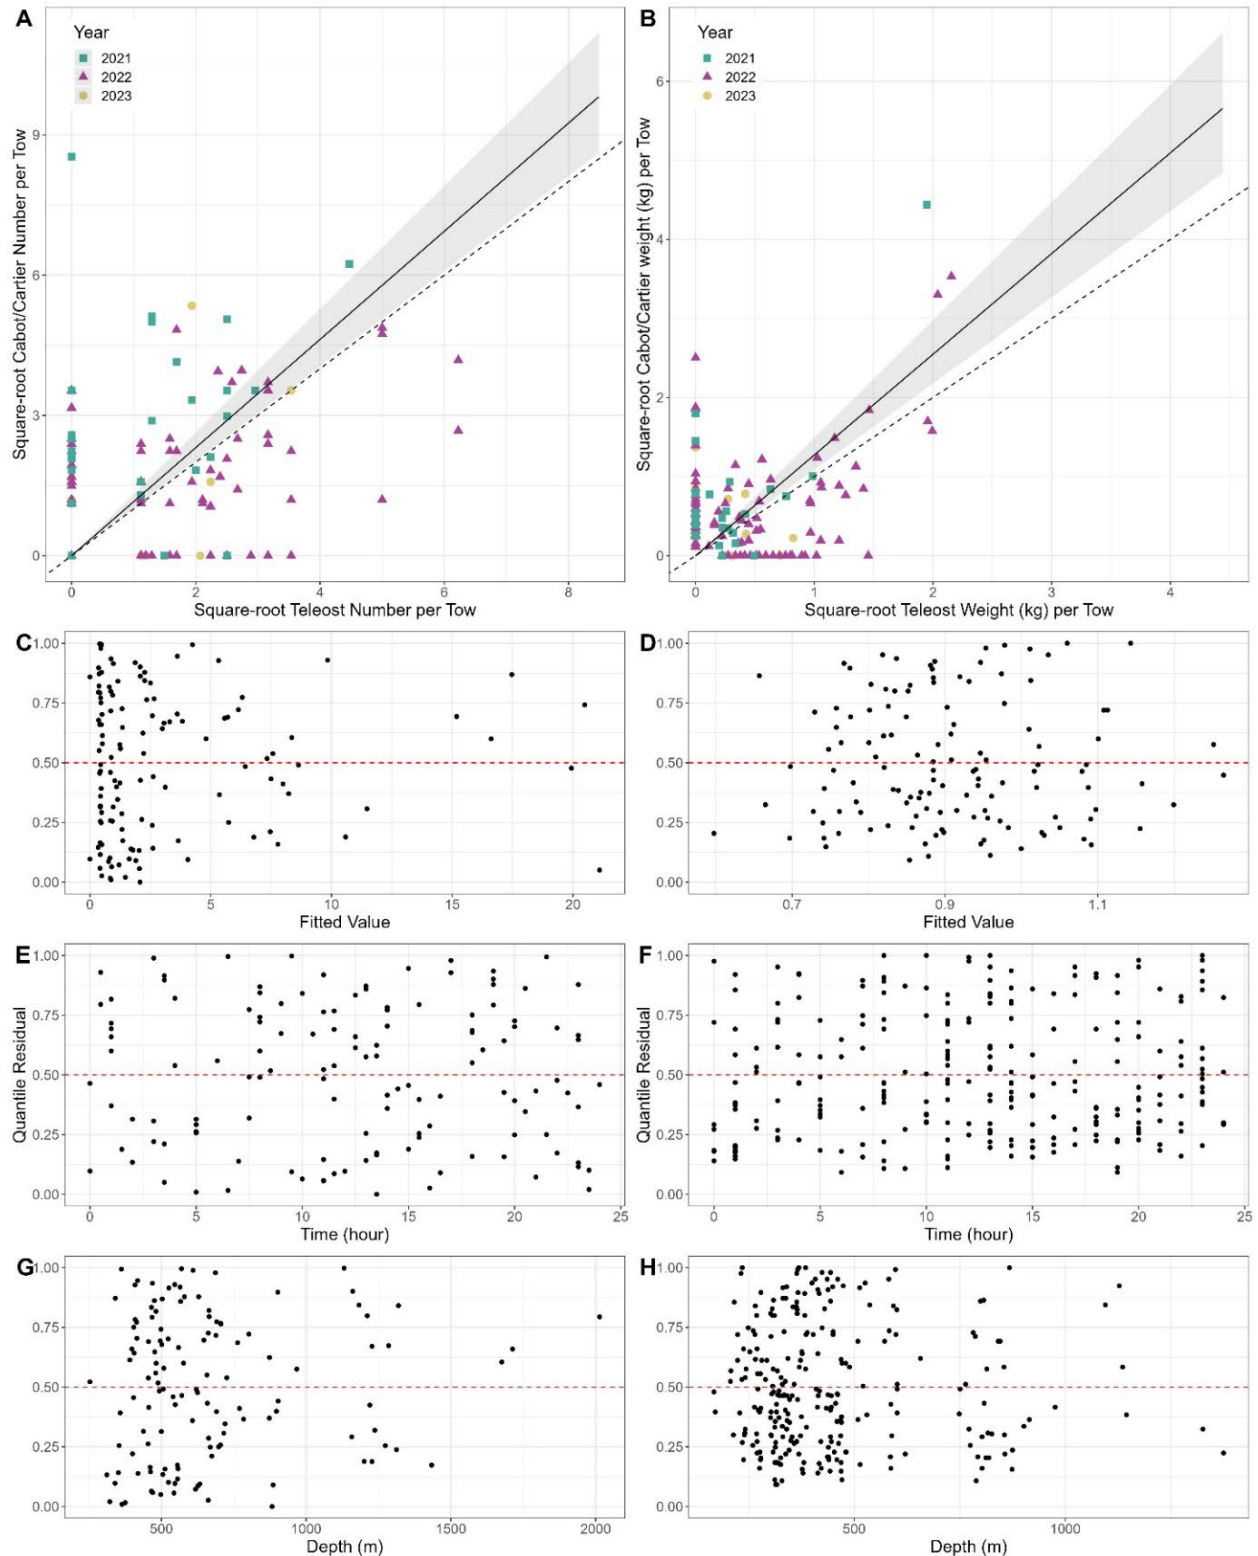 A
Year
2021
2022
2023
Square-root Cabot/Cartier Number per Tow
9
6
3
0
0 2 4 6 8
Square-root Teleost Number per Tow
B
Year
2021
2022
2023
Square-root Cabot/Cartier weight (kg) per Tow
6
4
2
0
0 1 2 3 4
Square-root Teleost Weight (kg) per Tow
C
1.00
0.75
0.50
0.25
0.00
0 5 10 15 20
Fitted Value
D
1.00
0.75
0.50
0.25
0.00
0.7 0.9 1.1
Fitted Value
E
1.00
0.75
0.50
0.25
0.00
Quantile Residual
0 5 10 15 20 25
Time (hour)
F
1.00
0.75
0.50
0.25
0.00
Quantile Residual
0 5 10 15 20 25
Time (hour)
G
1.00
0.75
0.50
0.25
0.00
500 1000 1500 2000
Depth (m)
H
1.00
0.75
0.50
0.25
0.00
500 1000
Depth (m)